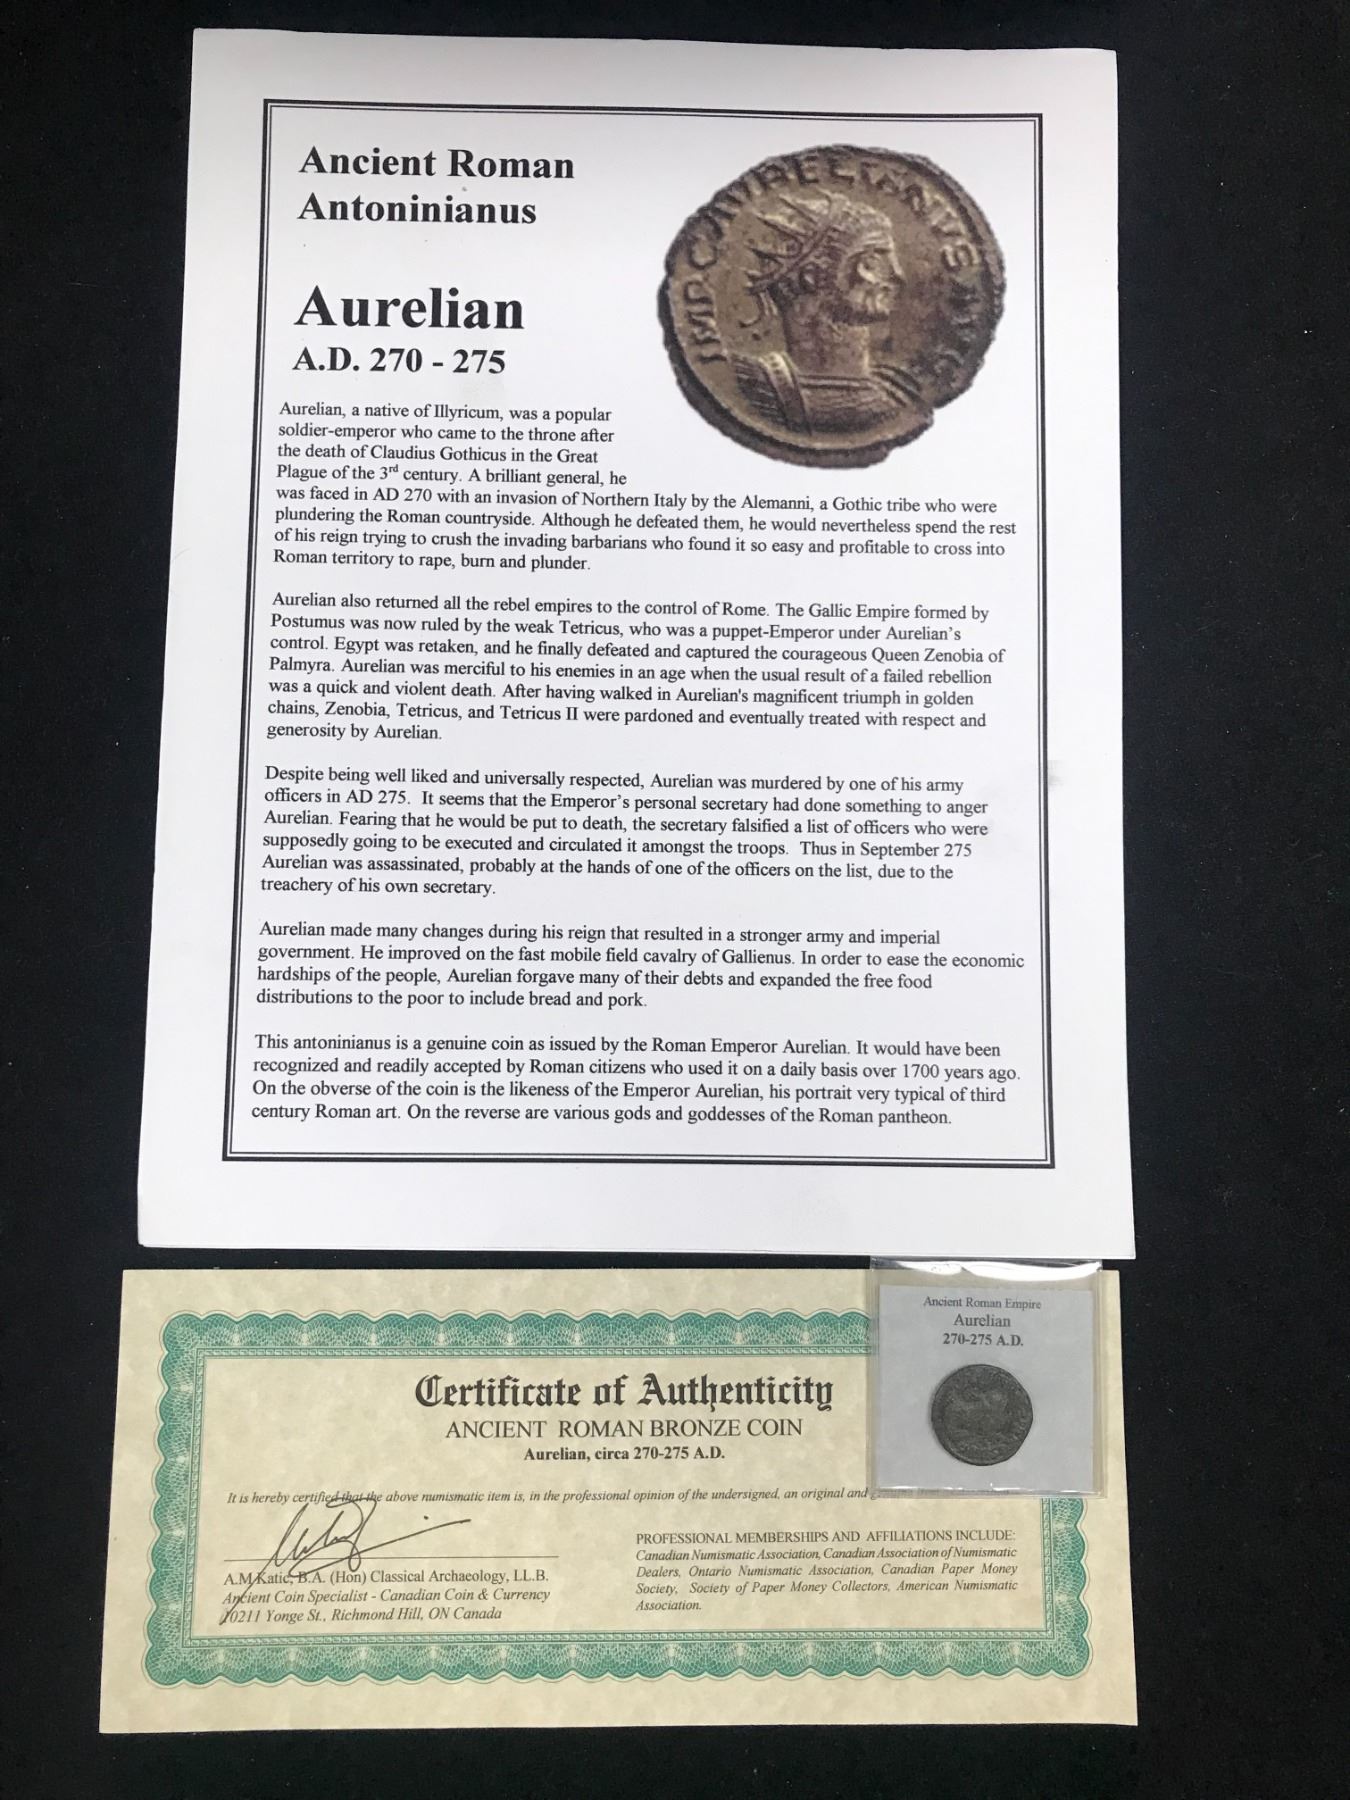 Ancient Roman
Antoninianus
IMP C AVRELIANVS AVG
Aurelian
A.D. 270 - 275
Aurelian, a native of Illyricum, was a popular
soldier-emperor who came to the throne after
the death of Claudius Gothicus in the Great
Plague of the 3rd century. A brilliant general, he
was faced in AD 270 with an invasion of Northern Italy by the Alemanni, a Gothic tribe who were
plundering the Roman countryside. Although he defeated them, he would nevertheless spend the rest
of his reign trying to crush the invading barbarians who found it so easy and profitable to cross into
Roman territory to rape, burn and plunder.
Aurelian also returned all the rebel empires to the control of Rome. The Gallic Empire formed by
Postumus was now ruled by the weak Tetricus, who was a puppet-Emperor under Aurelian's
control. Egypt was retaken, and he finally defeated and captured the courageous Queen Zenobia of
Palmyra. Aurelian was merciful to his enemies in an age when the usual result of a failed rebellion
was a quick and violent death. After having walked in Aurelian's magnificent triumph in golden
chains, Zenobia, Tetricus, and Tetricus II were pardoned and eventually treated with respect and
generosity by Aurelian.
Despite being well liked and universally respected, Aurelian was murdered by one of his army
officers in AD 275. It seems that the Emperor's personal secretary had done something to anger
Aurelian. Fearing that he would be put to death, the secretary falsified a list of officers who were
supposedly going to be executed and circulated it amongst the troops. Thus in September 275
Aurelian was assassinated, probably at the hands of one of the officers on the list, due to the
treachery of his own secretary.
Aurelian made many changes during his reign that resulted in a stronger army and imperial
government. He improved on the fast mobile field cavalry of Gallienus. In order to ease the economic
hardships of the people, Aurelian forgave many of their debts and expanded the free food
distributions to the poor to include bread and pork.
This antoninianus is a genuine coin as issued by the Roman Emperor Aurelian. It would have been
recognized and readily accepted by Roman citizens who used it on a daily basis over 1700 years ago.
On the obverse of the coin is the likeness of the Emperor Aurelian, his portrait very typical of third
century Roman art. On the reverse are various gods and goddesses of the Roman pantheon.
Ancient Roman Empire
Aurelian
270-275 A.D.
Certificate of Authenticity
ANCIENT ROMAN BRONZE COIN
Aurelian, circa 270-275 A.D.
It is hereby certified that the above numismatic item is, in the professional opinion of the undersigned, an original and
A.M.Katic, B.A. (Hon) Classical Archaeology, LL.B.
Ancient Coin Specialist - Canadian Coin & Currency
10211 Yonge St., Richmond Hill, ON Canada
PROFESSIONAL MEMBERSHIPS AND AFFILIATIONS INCLUDE:
Canadian Numismatic Association, Canadian Association of Numismatic
Dealers, Ontario Numismatic Association, Canadian Paper Money
Society, Society of Paper Money Collectors, American Numismatic
Association.